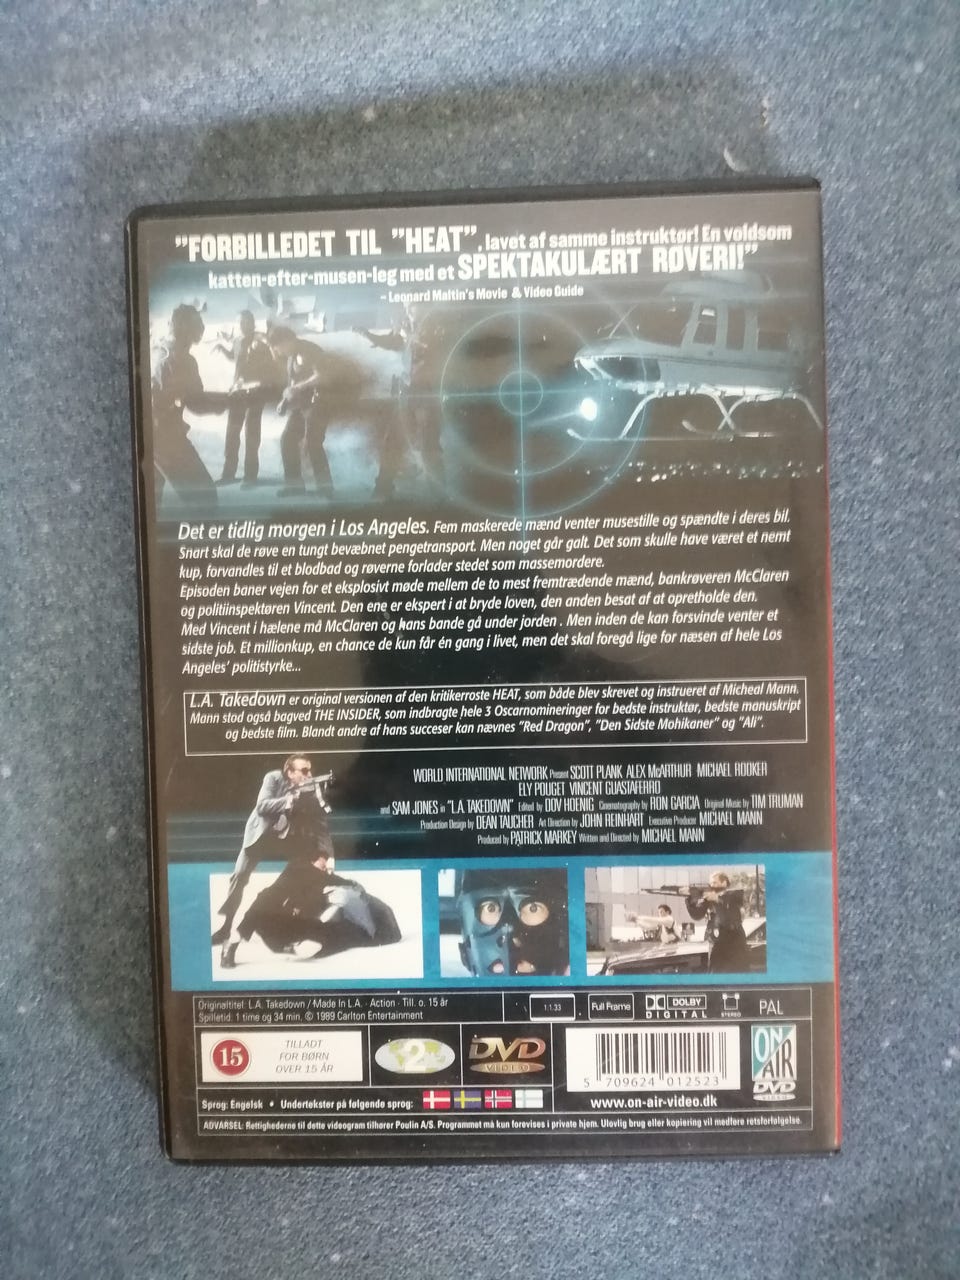 "FORBILLEDET TIL "HEAT", lavet af samme instruktør! En voldsom
katten-efter-musen-leg med et SPEKTAKULÆRT RØVERI!"
- Leonard Maltin's Movie & Video Guide
Det er tidlig morgen i Los Angeles. Fem maskerede mænd venter musestille og spændte i deres bil.
Snart skal de røve en tungt bevæbnet pengetransport. Men noget går galt. Det som skulle have været et nemt
kup, forvandles til et blodbad og røverne forlader stedet som massemordere.
Episoden baner vejen for et eksplosivt møde mellem de to mest fremtrædende mænd, bankrøveren McClaren
og politiinspektøren Vincent. Den ene er ekspert i at bryde loven, den anden besat af at opretholde den.
Med Vincent i hælene må McClaren og hans bande gå under jorden . Men inden de kan forsvinde venter et
sidste job. Et millionkup, en chance de kun får én gang i livet, men det skal foregå lige for næsen af hele Los
Angeles' politistyrke...
L.A. Takedown er original versionen af den kritikerroste HEAT, som både blev skrevet og instrueret af Micheal Mann.
Mann stod også bagved THE INSIDER, som indbragte hele 3 Oscarnomineringer for bedste instruktør, bedste manuskript
og bedste film. Blandt andre af hans succeser kan nævnes "Red Dragon", "Den Sidste Mohikaner" og "Ali".
WORLD INTERNATIONAL NETWORK Present SCOTT PLANK ALEX McARTHUR MICHAEL ROOKER
ELY POUGET VINCENT GUASTAFERRO
and SAM JONES in "L.A. TAKEDOWN" Edited by DOV HOENIG Cinematography by RON GARCIA Original Music by TIM TRUMAN
Production Design by DEAN TAUCHER Art Direction by JOHN REINHART Executive Producer MICHAEL MANN
Produced by PATRICK MARKEY Written and Directed by MICHAEL MANN
Originaltitel: L.A. Takedown / Made In L.A. · Action · Till. o. 15 år
Spilletid: 1 time og 34 min. © 1989 Carlton Entertainment
1:1.33
Full Frame
DOLBY
DIGITAL
STEREO
PAL
15
TILLADT
FOR BØRN
OVER 15 ÅR
2
DVD
VIDEO
5 709624 012523
ON
AIR
DVD
VIDEO
Sprog: Engelsk • Undertekster på følgende sprog:
www.on-air-video.dk
ADVARSEL: Rettighederne til dette videogram tilhører Poulin A/S. Programmet må kun forevises i private hjem. Ulovlig brug eller kopiering vil medføre retsforfølgelse.